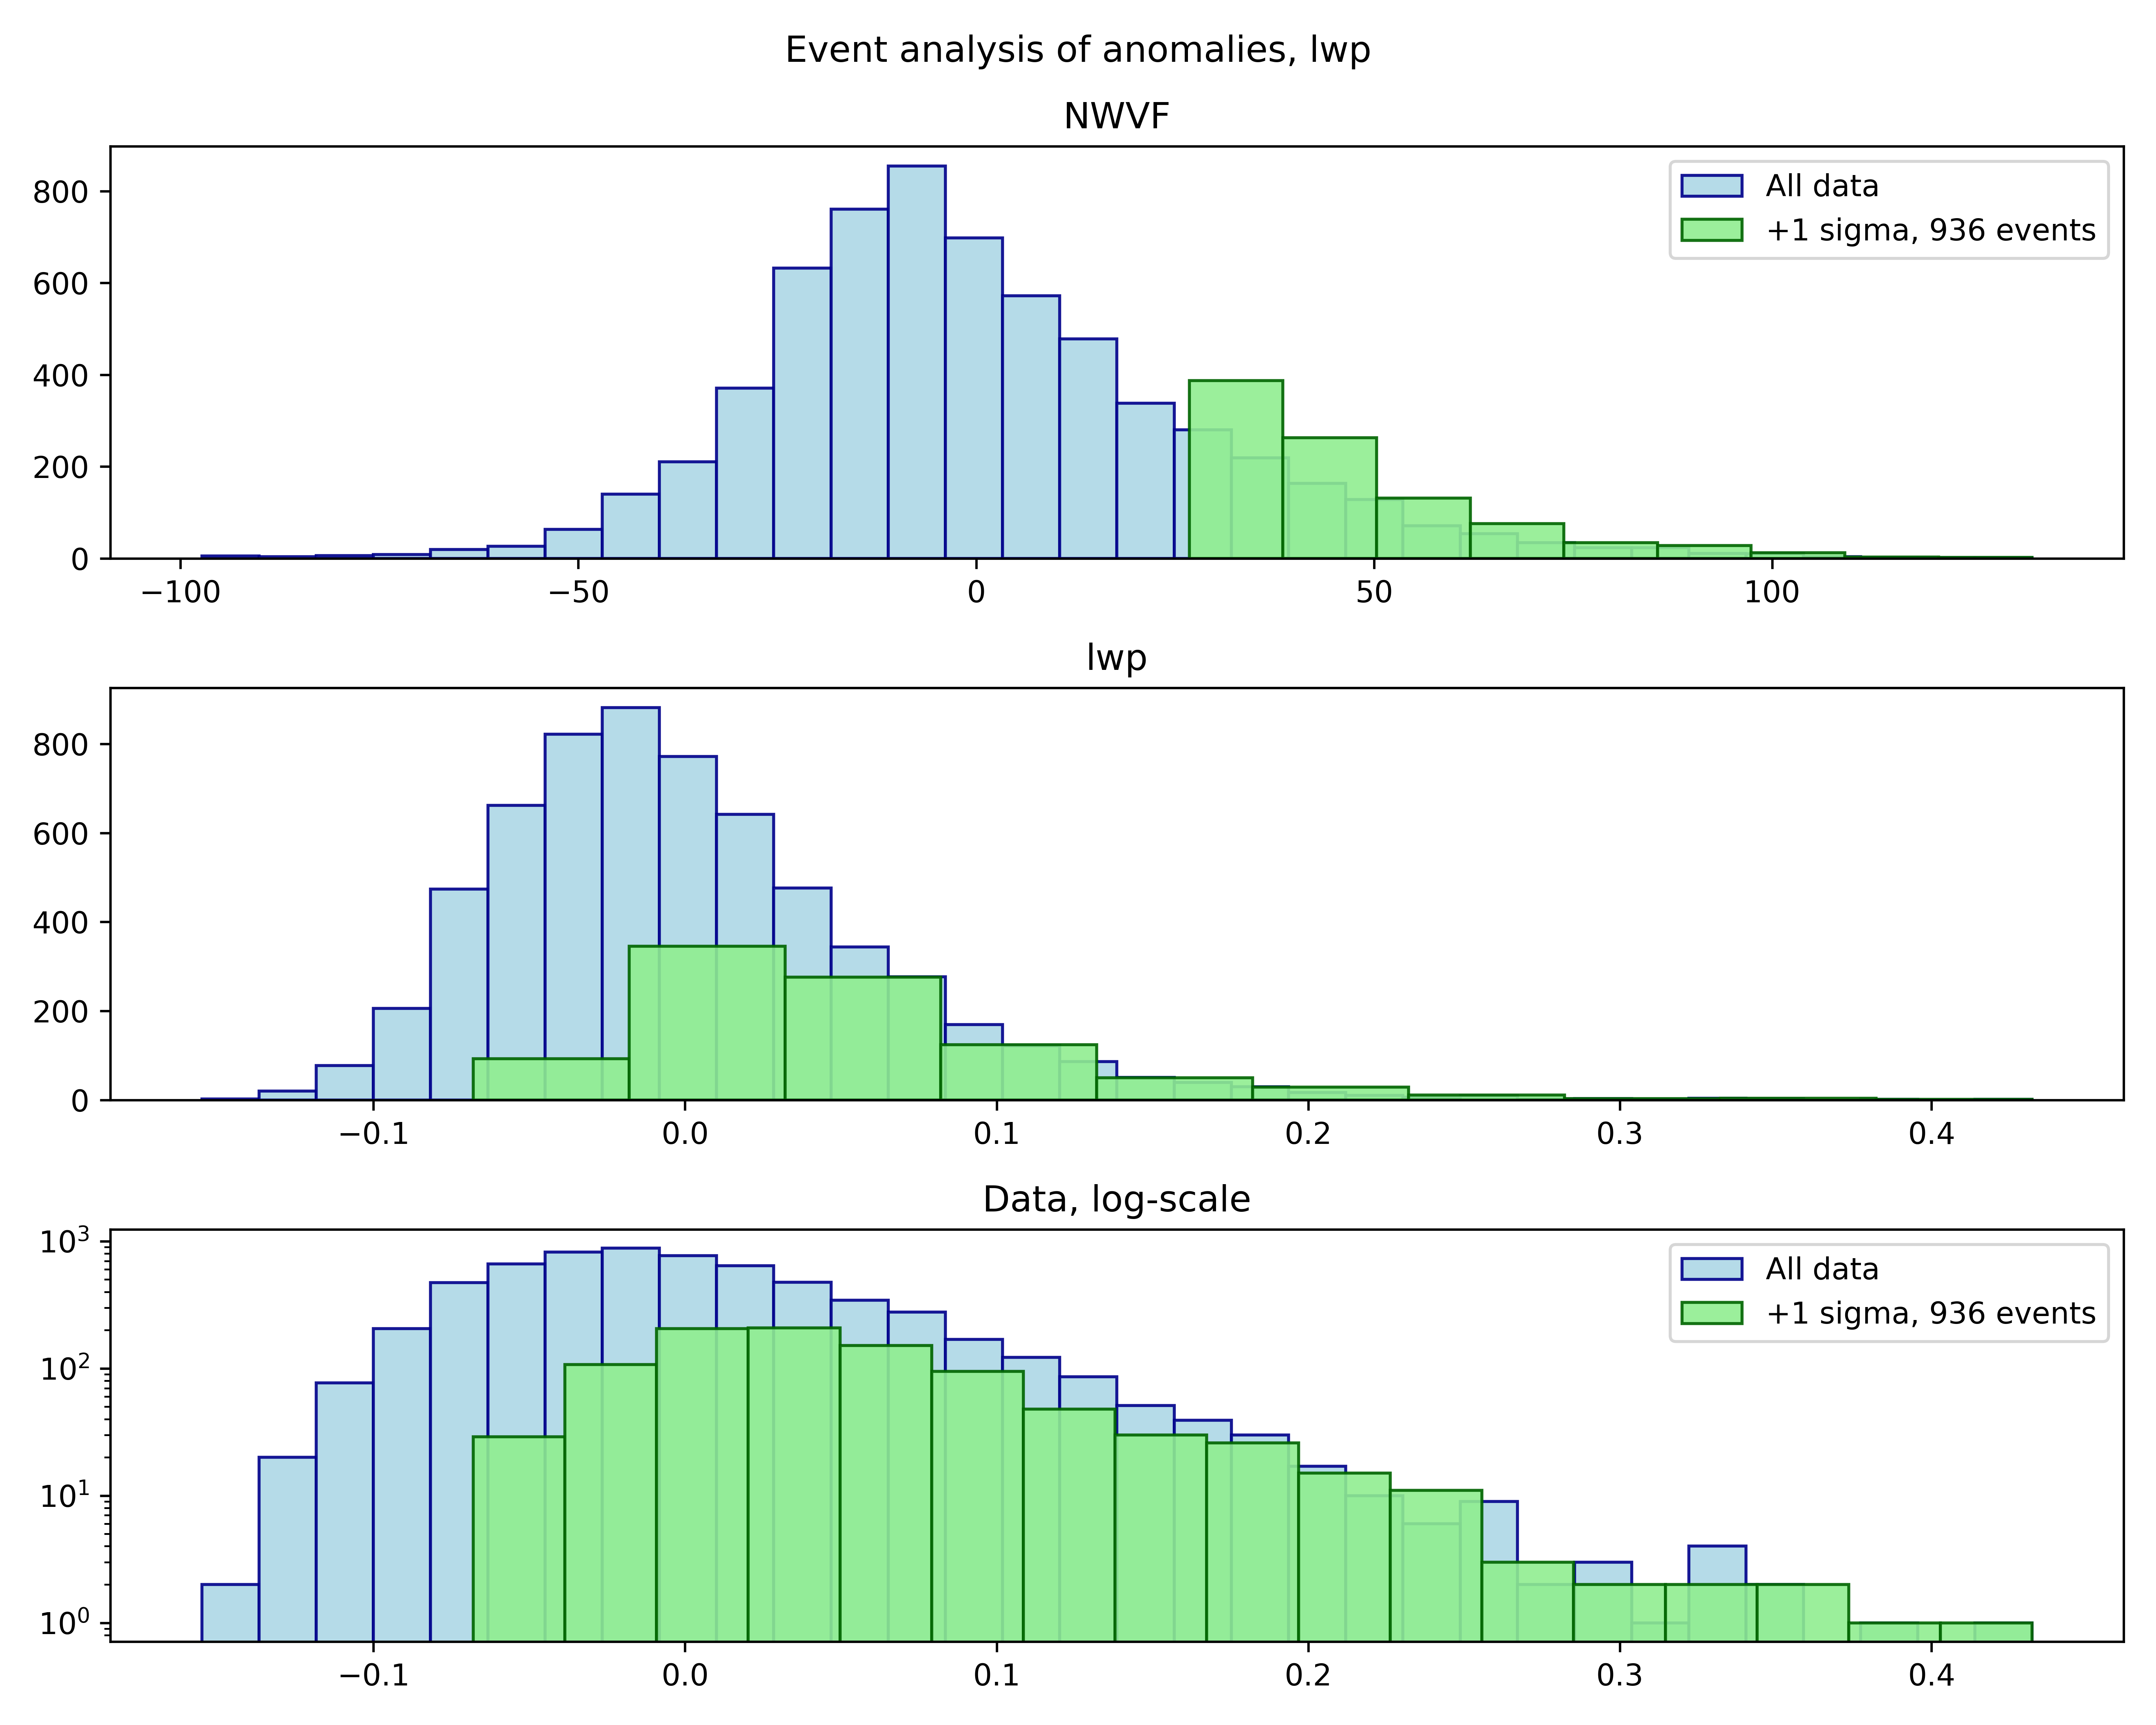 Event analysis of anomalies, lwp
NWVF
800
600
400
200
0
−100 −50 0 50 100
All data
+1 sigma, 936 events
lwp
800
600
400
200
0
−0.1 0.0 0.1 0.2 0.3 0.4
Data, log-scale
10³
10²
10¹
10⁰
−0.1 0.0 0.1 0.2 0.3 0.4
All data
+1 sigma, 936 events